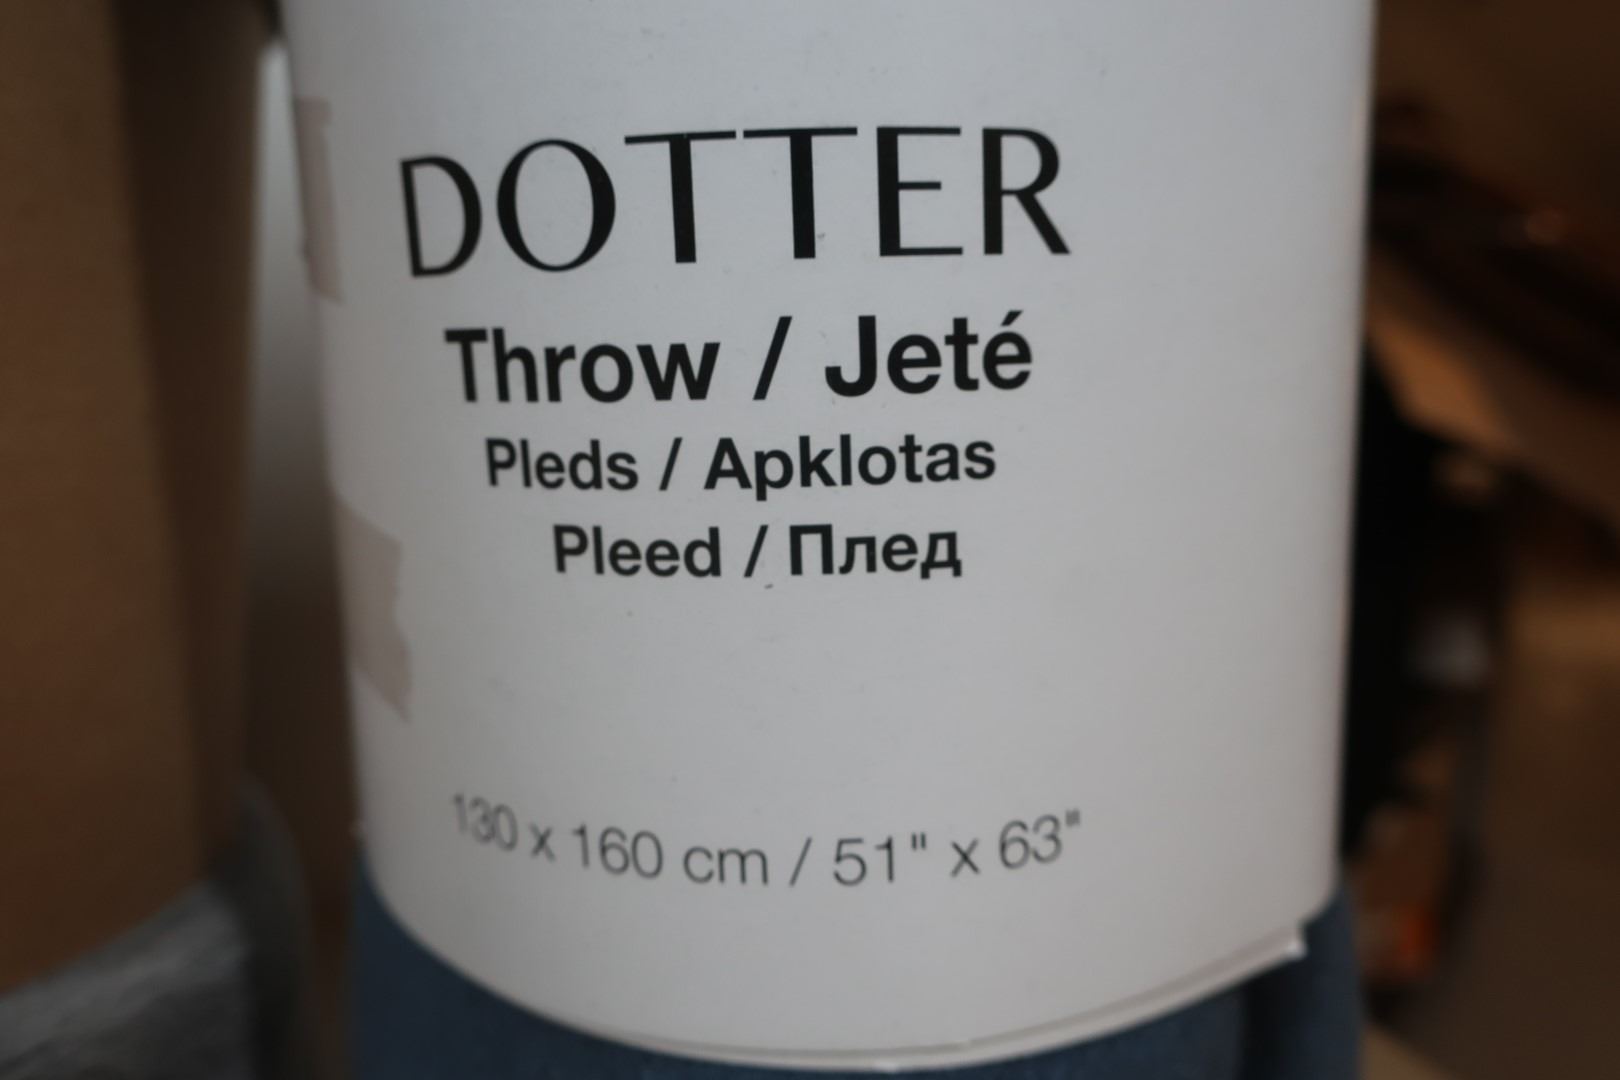 DOTTER
Throw / Jeté
Pleds / Apklotas
Pleed / Плед
130 x 160 cm / 51" x 63"